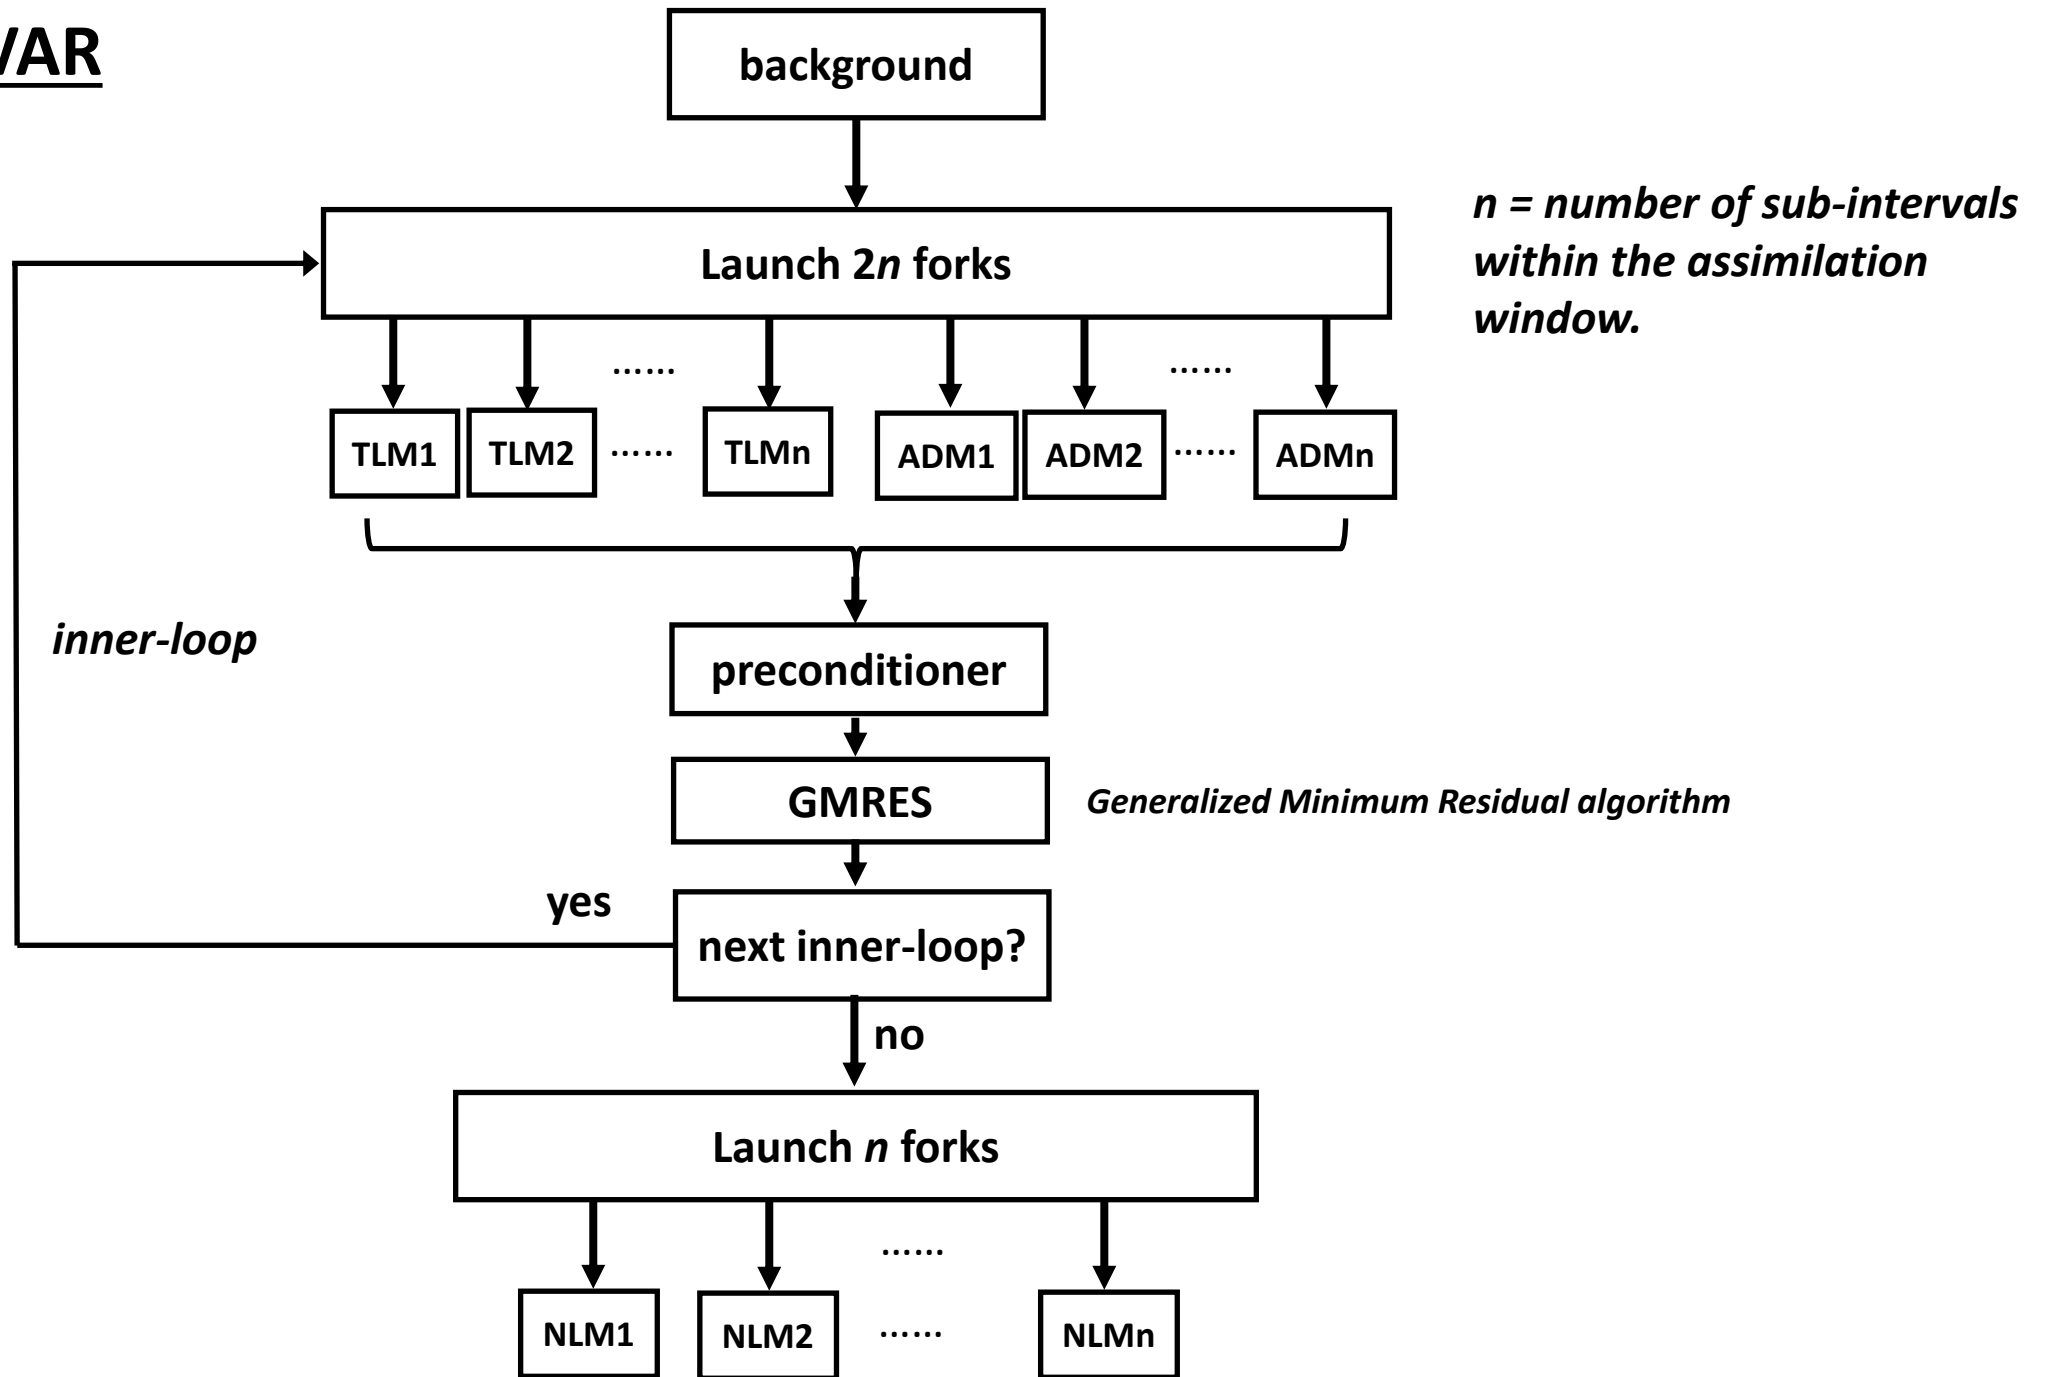 VAR
background
n = number of sub-intervals
within the assimilation
window.
Launch 2n forks
...... ......
TLM1 TLM2 ...... TLMn ADM1 ADM2 ...... ADMn
inner-loop
preconditioner
GMRES
Generalized Minimum Residual algorithm
yes
next inner-loop?
no
Launch n forks
......
NLM1 NLM2 ...... NLMn